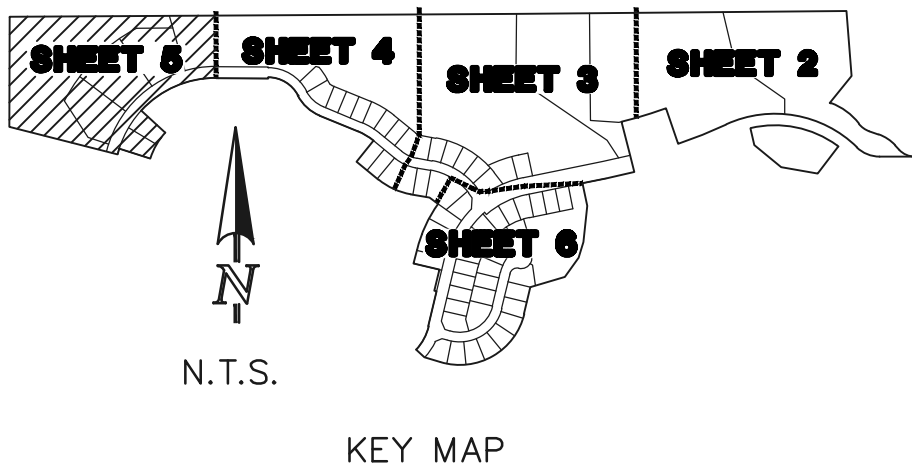 SHEET 5
SHEET 4
SHEET 3
SHEET 2
SHEET 6
N
N.T.S.
KEY MAP